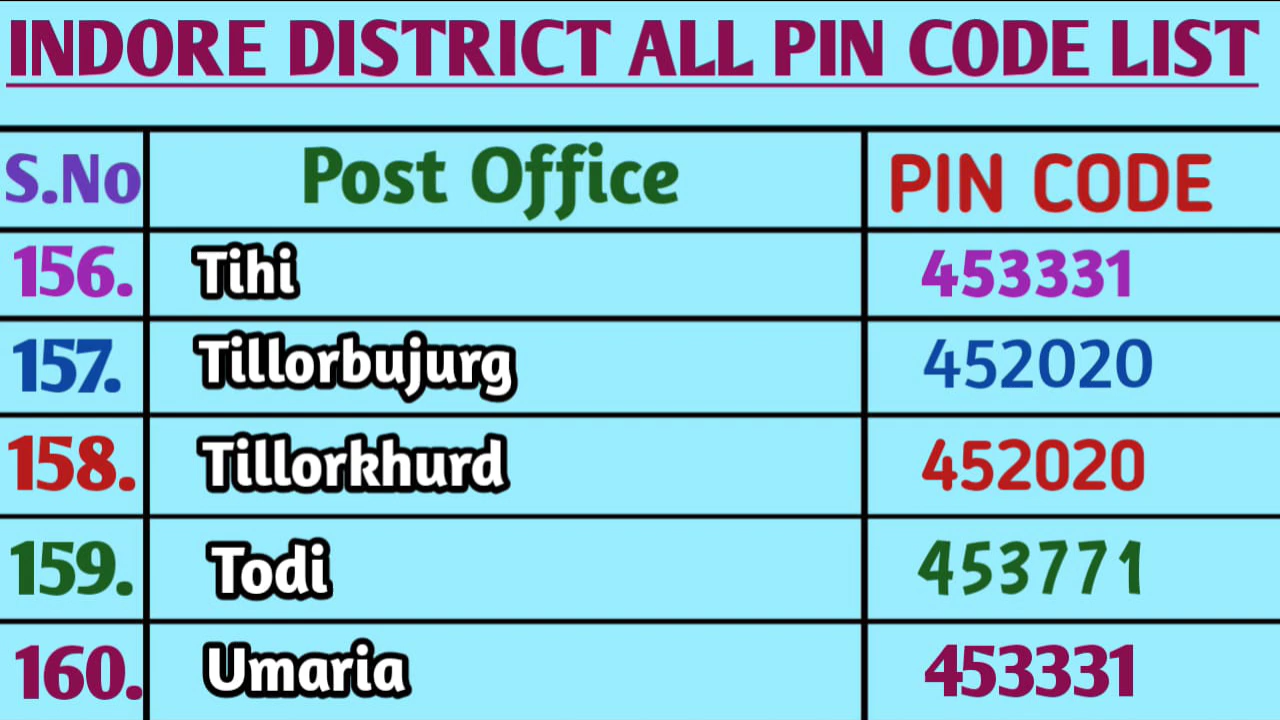 INDORE DISTRICT ALL PIN CODE LIST
S.No Post Office PIN CODE
156. Tihi 453331
157. Tillorbujurg 452020
158. Tillorkhurd 452020
159. Todi 453771
160. Umaria 453331